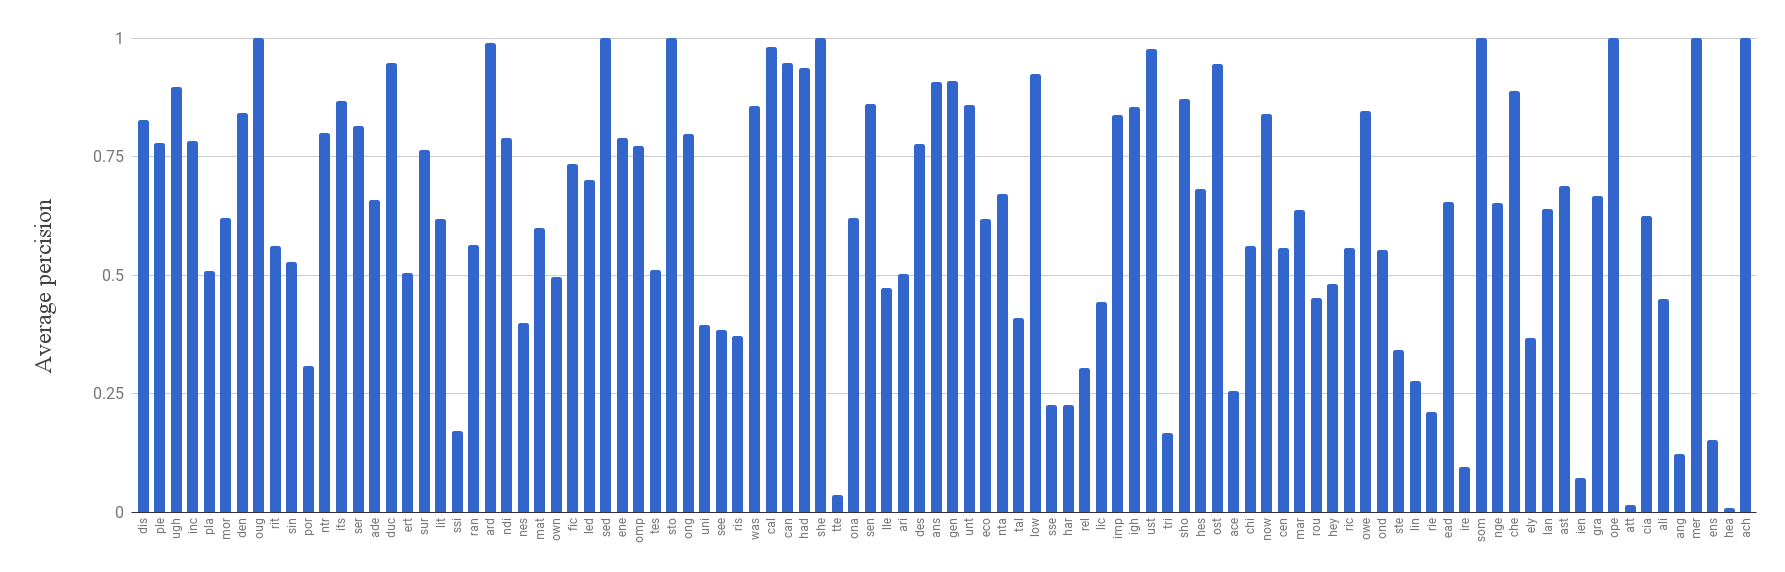 Average percision
1
0.75
0.5
0.25
0
dis ple ugh inc pla mor den oug rit sin por ntr its ser ade duc ert sur lit ssi ran ard ndi nes mat own fic led sed ene omp tes sto ong uni see ris was cal can had she tte ona sen lle ari des ans gen unt eco nta tal low sse har rel lic imp igh ust tri sho hes ost ace chi now cen mar rou hey ric owe ond ste lin rie ead ire som nge che ely lan ast ien gra ope att cia ali ang mer ens hea ach